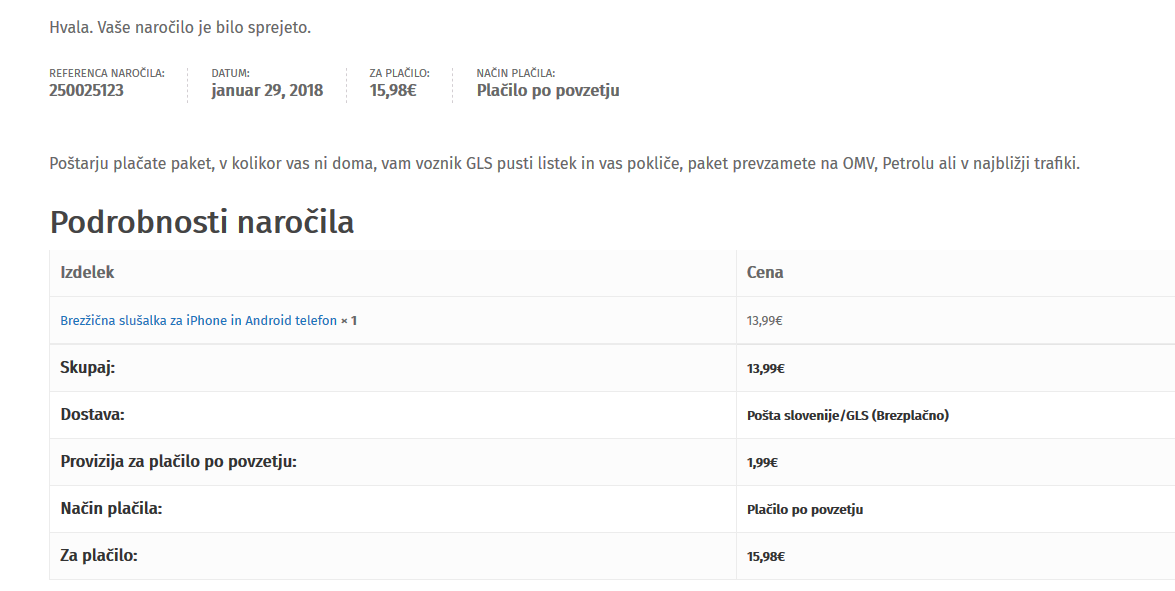 Hvala. Vaše naročilo je bilo sprejeto.
REFERENCA NAROČILA: DATUM: ZA PLAČILO: NAČIN PLAČILA:
250025123 januar 29, 2018 15,98€ Plačilo po povzetju
Poštarju plačate paket, v kolikor vas ni doma, vam voznik GLS pusti listek in vas pokliče, paket prevzamete na OMV, Petrolu ali v najbližji trafiki.
Podrobnosti naročila
Izdelek Cena
Brezžična slušalka za iPhone in Android telefon × 1 13,99€
Skupaj: 13,99€
Dostava: Pošta slovenije/GLS (Brezplačno)
Provizija za plačilo po povzetju: 1,99€
Način plačila: Plačilo po povzetju
Za plačilo: 15,98€